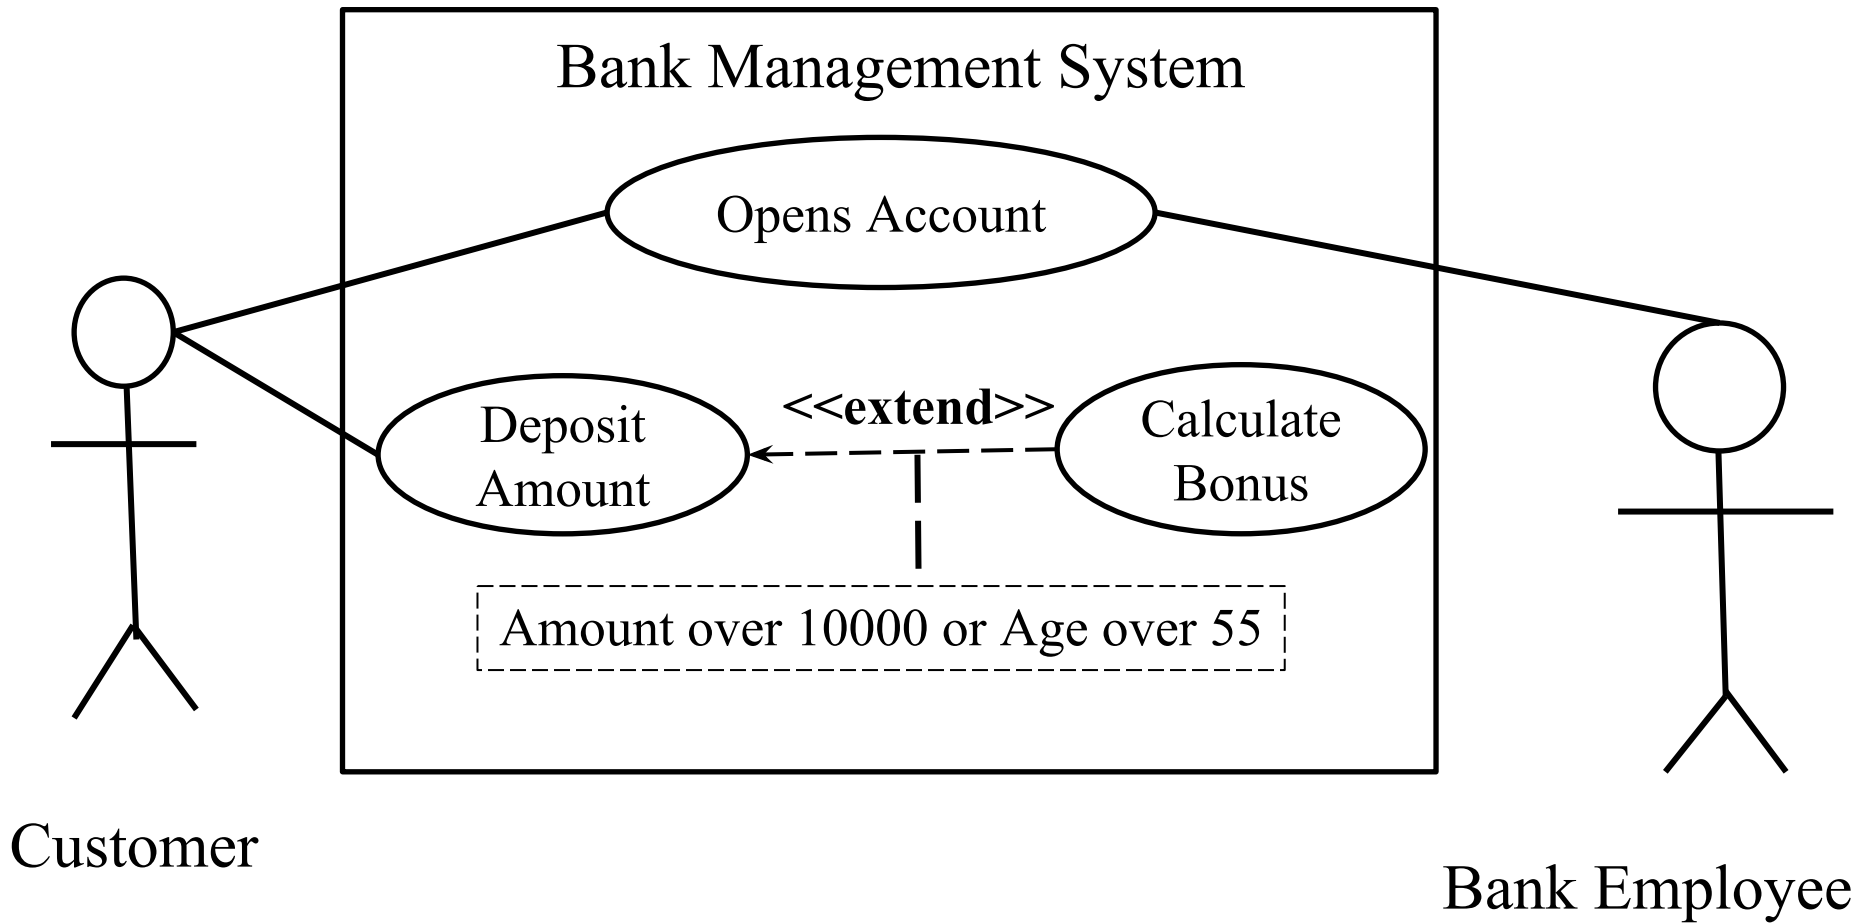 Bank Management System
Opens Account
Deposit
Amount
<<extend>>
Calculate
Bonus
Amount over 10000 or Age over 55
Customer
Bank Employee